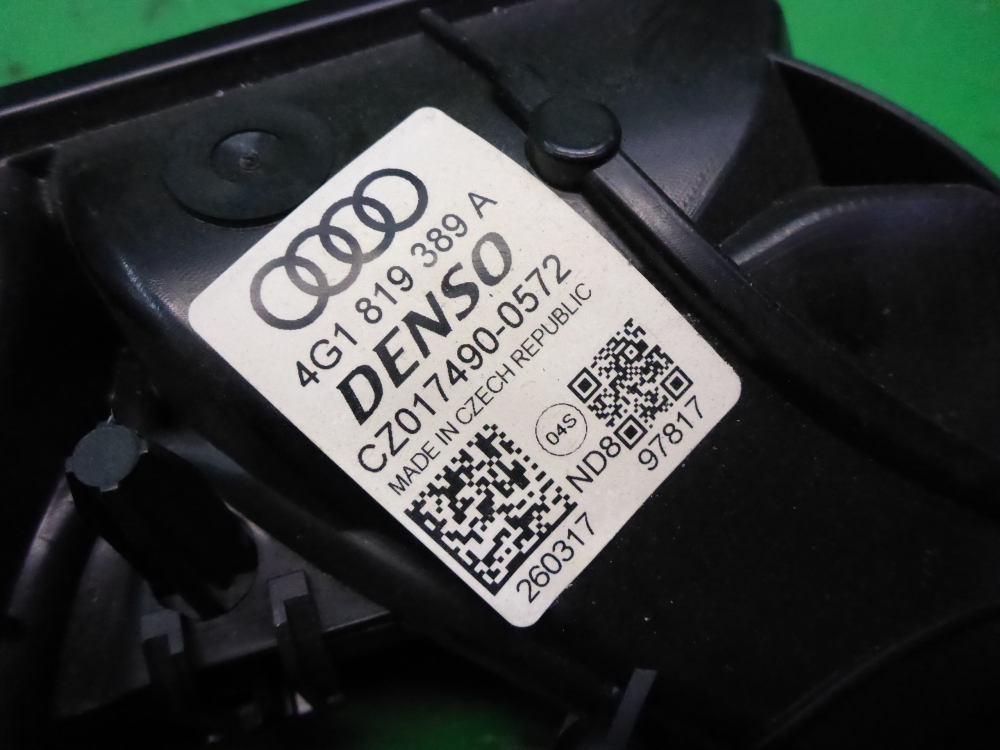 4G1 819 389 A
DENSO
CZ017490-0572
MADE IN CZECH REPUBLIC
04S
ND8
97817
260317